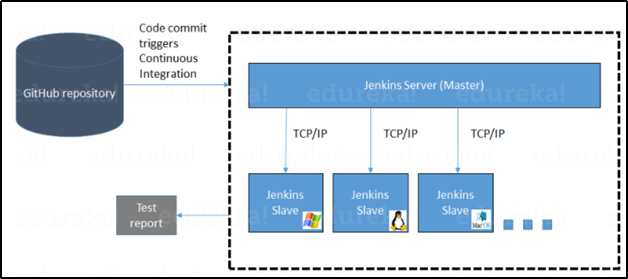 Code commit
triggers
Continuous
Integration
GitHub repository
Jenkins Server (Master)
edureka!
edureka!
TCP/IP
TCP/IP
TCP/IP
Jenkins
Slave
Jenkins
Slave
Jenkins
Slave
MacOS
Test
report